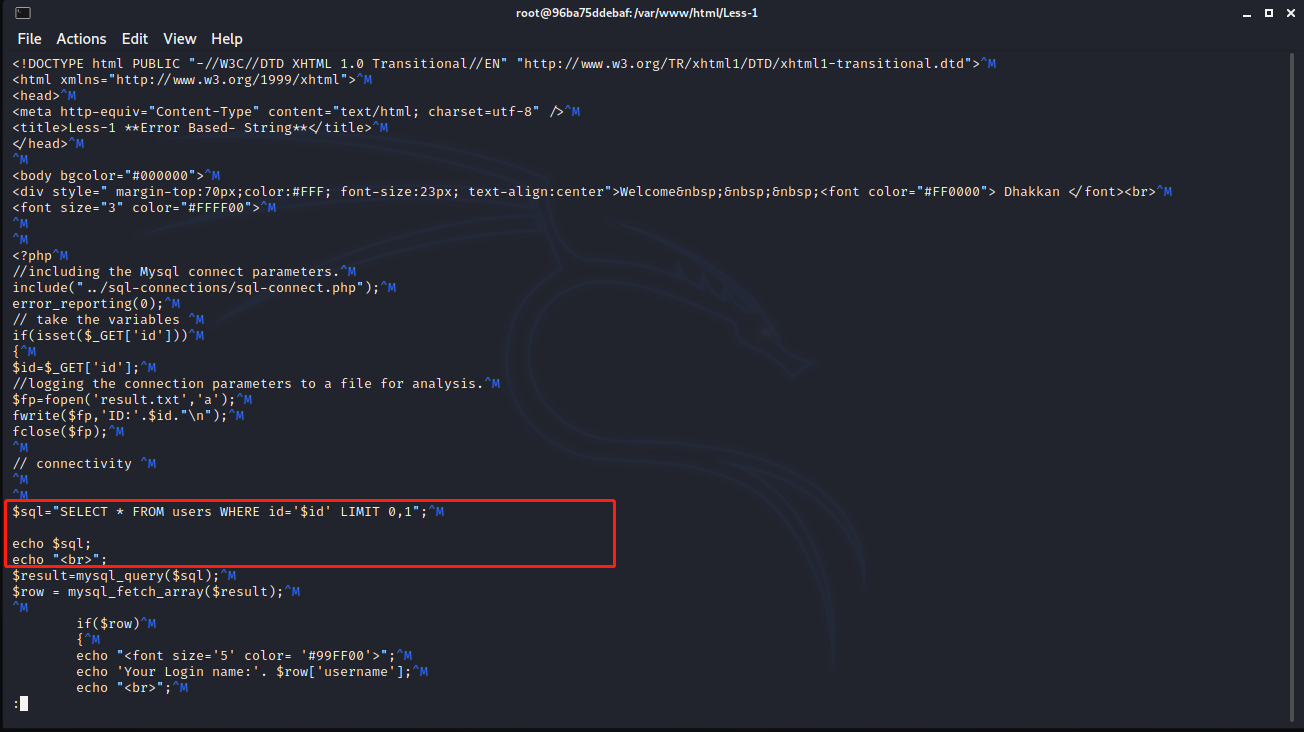 root@96ba75ddebaf:/var/www/html/Less-1
File Actions Edit View Help
<!DOCTYPE html PUBLIC "-//W3C//DTD XHTML 1.0 Transitional//EN" "http://www.w3.org/TR/xhtml1/DTD/xhtml1-transitional.dtd">^M
<html xmlns="http://www.w3.org/1999/xhtml">^M
<head>^M
<meta http-equiv="Content-Type" content="text/html; charset=utf-8" />^M
<title>Less-1 **Error Based- String**</title>^M
</head>^M
^M
<body bgcolor="#000000">^M
<div style=" margin-top:70px;color:#FFF; font-size:23px; text-align:center">Welcome&nbsp;&nbsp;&nbsp;<font color="#FF0000"> Dhakkan </font><br>^M
<font size="3" color="#FFFF00">^M
^M
^M
<?php^M
//including the Mysql connect parameters.^M
include("../sql-connections/sql-connect.php");^M
error_reporting(0);^M
// take the variables ^M
if(isset($_GET['id']))^M
{^M
$id=$_GET['id'];^M
//logging the connection parameters to a file for analysis.^M
$fp=fopen('result.txt','a');^M
fwrite($fp,'ID:'.$id."\n");^M
fclose($fp);^M
^M
// connectivity ^M
^M
^M
$sql="SELECT * FROM users WHERE id='$id' LIMIT 0,1";^M
echo $sql;
echo "<br>";
$result=mysql_query($sql);^M
$row = mysql_fetch_array($result);^M
^M
        if($row)^M
        {^M
        echo "<font size='5' color= '#99FF00'>";^M
        echo 'Your Login name:'. $row['username'];^M
        echo "<br>";^M
: